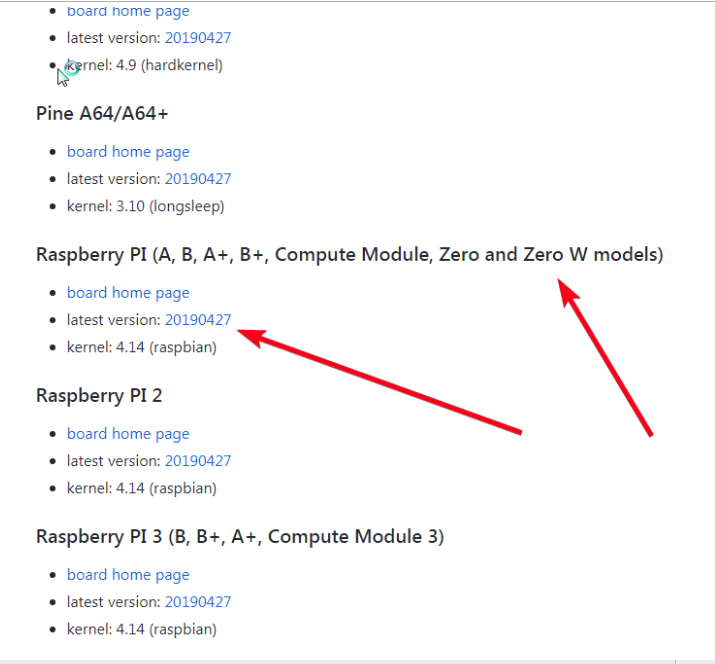 board home page
latest version: 20190427
kernel: 4.9 (hardkernel)
Pine A64/A64+
board home page
latest version: 20190427
kernel: 3.10 (longsleep)
Raspberry PI (A, B, A+, B+, Compute Module, Zero and Zero W models)
board home page
latest version: 20190427
kernel: 4.14 (raspbian)
Raspberry PI 2
board home page
latest version: 20190427
kernel: 4.14 (raspbian)
Raspberry PI 3 (B, B+, A+, Compute Module 3)
board home page
latest version: 20190427
kernel: 4.14 (raspbian)